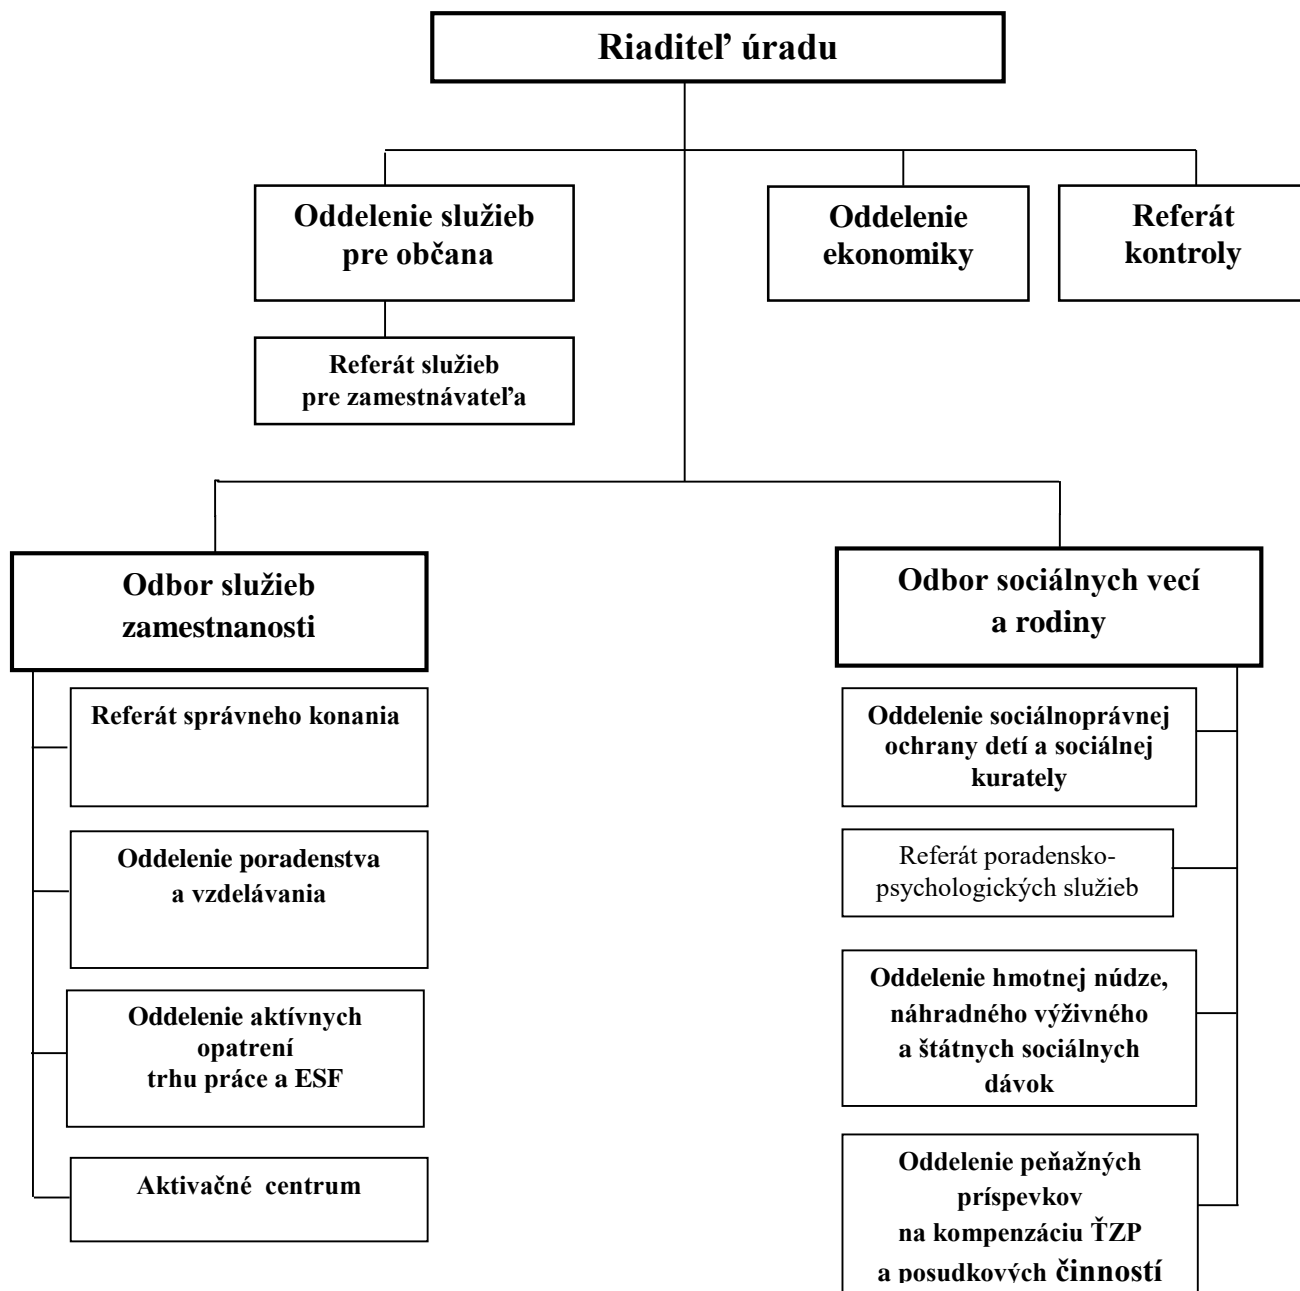 Riaditeľ úradu
Oddelenie služieb
pre občana
Oddelenie
ekonomiky
Referát
kontroly
Referát služieb
pre zamestnávateľa
Odbor služieb
zamestnanosti
Referát správneho konania
Oddelenie poradenstva
a vzdelávania
Oddelenie aktívnych
opatrení
trhu práce a ESF
Aktivačné centrum
Odbor sociálnych vecí
a rodiny
Oddelenie sociálnoprávnej
ochrany detí a sociálnej
kurately
Referát poradensko-
psychologických služieb
Oddelenie hmotnej núdze,
náhradného výživného
a štátnych sociálnych
dávok
Oddelenie peňažných
príspevkov
na kompenzáciu ŤZP
a posudkových činností